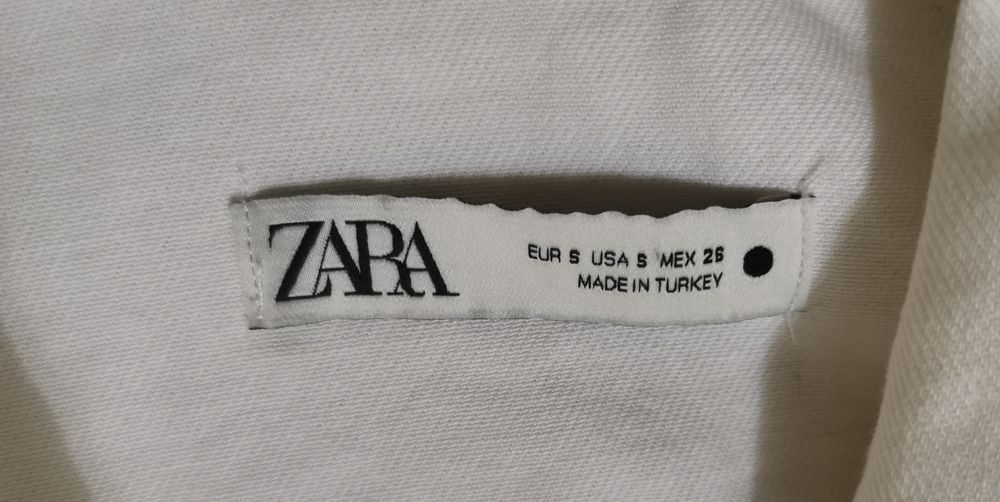 ZARA
EUR S USA S MEX 26
MADE IN TURKEY